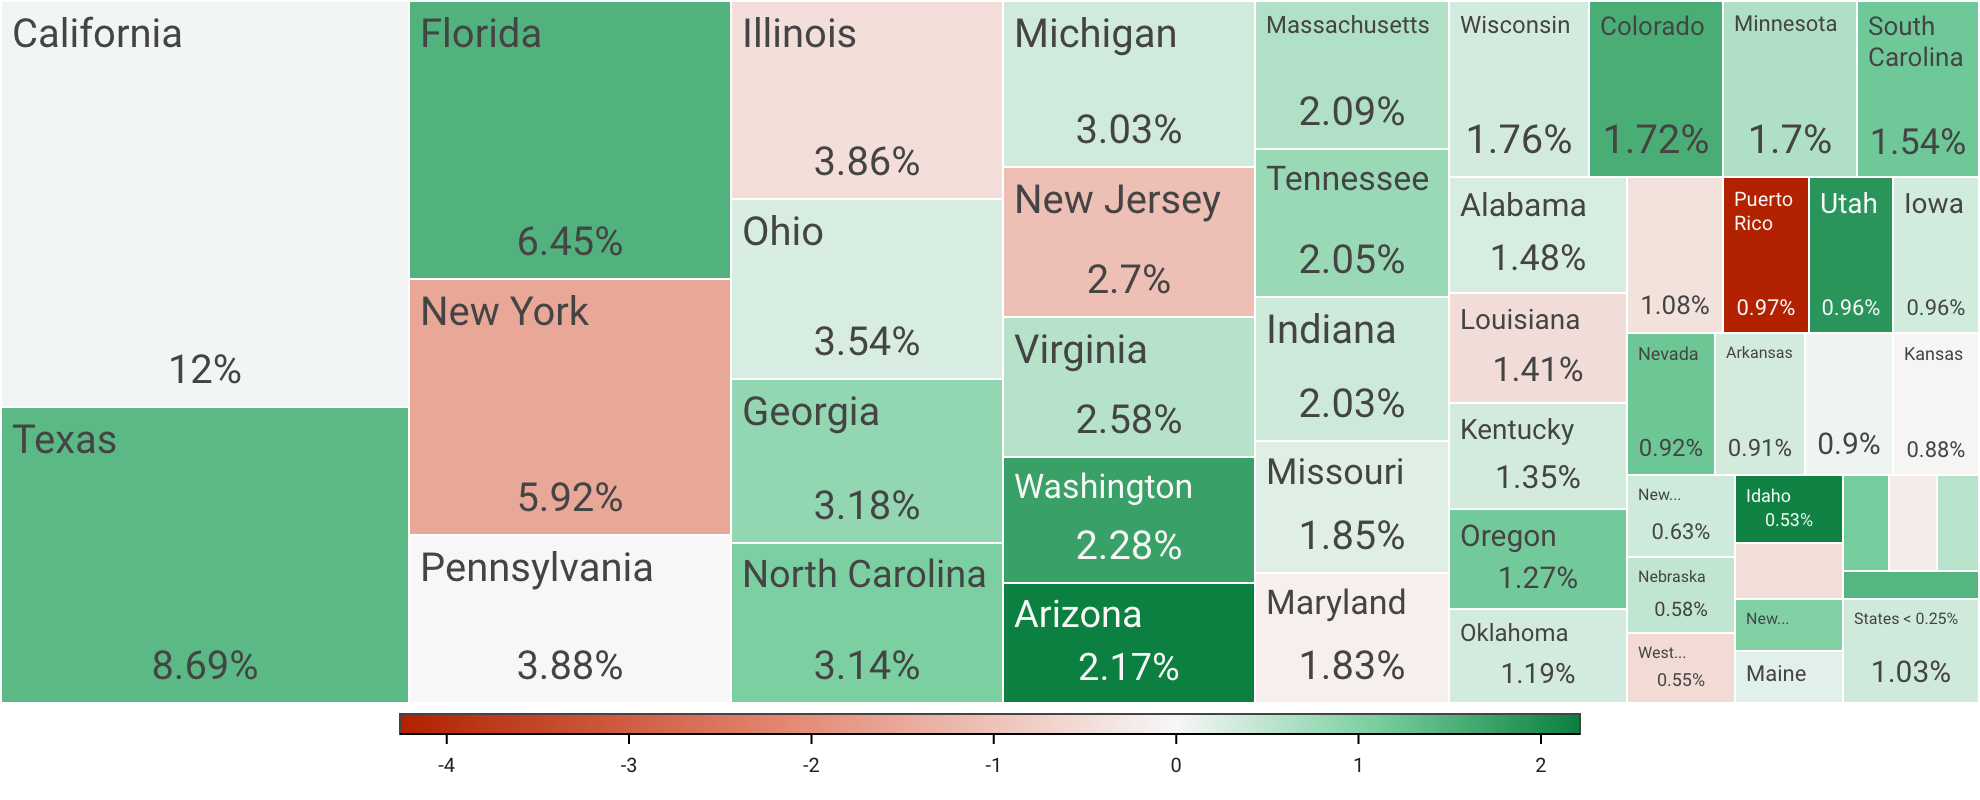 California
12%
Texas
8.69%
Florida
6.45%
New York
5.92%
Pennsylvania
3.88%
Illinois
3.86%
Ohio
3.54%
Georgia
3.18%
North Carolina
3.14%
Michigan
3.03%
New Jersey
2.7%
Virginia
2.58%
Washington
2.28%
Arizona
2.17%
Massachusetts
2.09%
Tennessee
2.05%
Indiana
2.03%
Missouri
1.85%
Maryland
1.83%
Wisconsin
1.76%
Colorado
1.72%
Minnesota
1.7%
South
Carolina
1.54%
Alabama
1.48%
Louisiana
1.41%
Kentucky
1.35%
Oregon
1.27%
Oklahoma
1.19%
1.08%
Puerto
Rico
0.97%
Utah
0.96%
Iowa
0.96%
Nevada
0.92%
Arkansas
0.91%
0.9%
Kansas
0.88%
New...
0.63%
Nebraska
0.58%
West...
0.55%
Idaho
0.53%
New...
Maine
States < 0.25%
1.03%
-4
-3
-2
-1
0
1
2